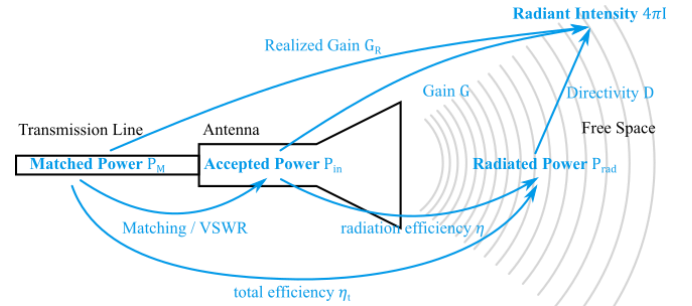 Radiant Intensity 4πI
Realized Gain G_R
Gain G
Directivity D
Transmission Line
Antenna
Free Space
Matched Power P_M
Accepted Power P_in
Radiated Power P_rad
Matching / VSWR
radiation efficiency η
total efficiency η_t